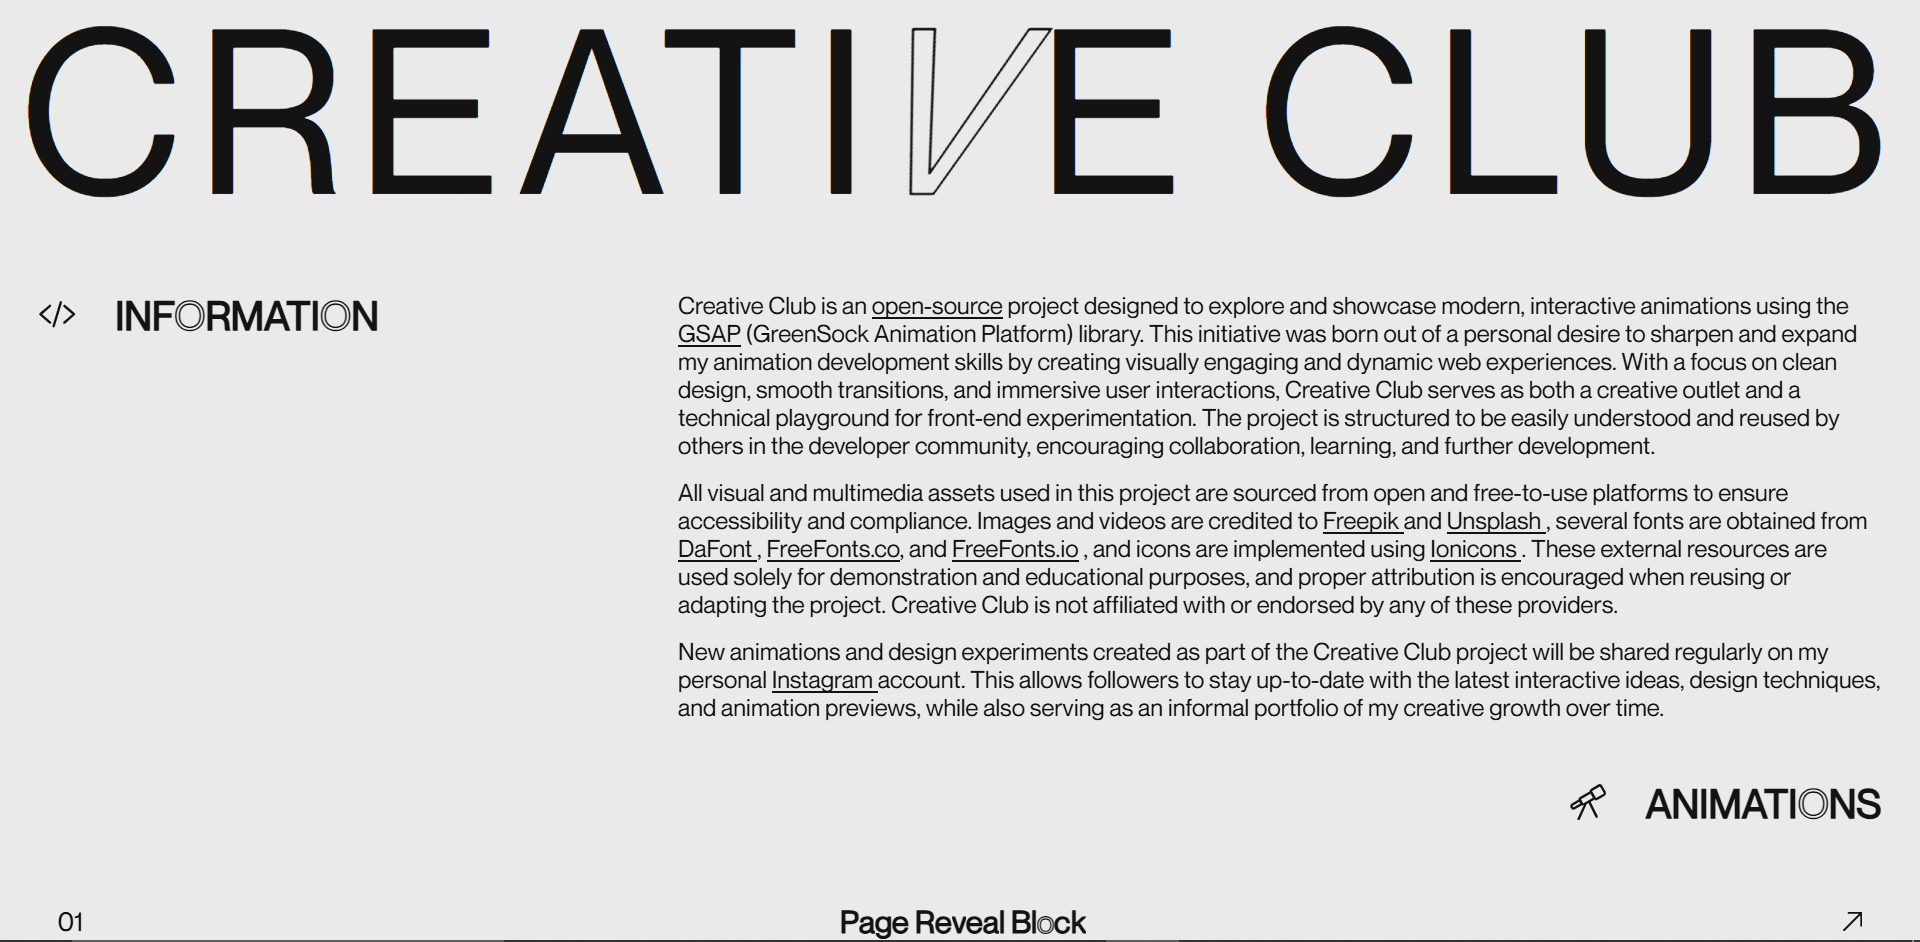 CREATIVE CLUB
</> INFORMATION
Creative Club is an open-source project designed to explore and showcase modern, interactive animations using the
GSAP (GreenSock Animation Platform) library. This initiative was born out of a personal desire to sharpen and expand
my animation development skills by creating visually engaging and dynamic web experiences. With a focus on clean
design, smooth transitions, and immersive user interactions, Creative Club serves as both a creative outlet and a
technical playground for front-end experimentation. The project is structured to be easily understood and reused by
others in the developer community, encouraging collaboration, learning, and further development.
All visual and multimedia assets used in this project are sourced from open and free-to-use platforms to ensure
accessibility and compliance. Images and videos are credited to Freepik and Unsplash , several fonts are obtained from
DaFont , FreeFonts.co, and FreeFonts.io , and icons are implemented using Ionicons . These external resources are
used solely for demonstration and educational purposes, and proper attribution is encouraged when reusing or
adapting the project. Creative Club is not affiliated with or endorsed by any of these providers.
New animations and design experiments created as part of the Creative Club project will be shared regularly on my
personal Instagram account. This allows followers to stay up-to-date with the latest interactive ideas, design techniques,
and animation previews, while also serving as an informal portfolio of my creative growth over time.
ANIMATIONS
01
Page Reveal Block